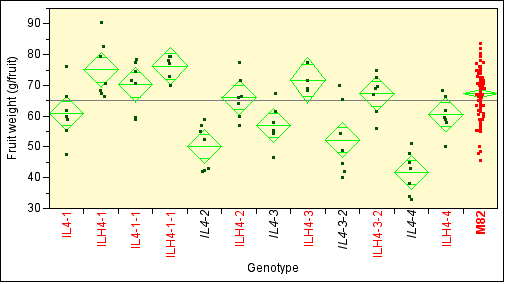 Fruit weight (g/fruit)
90
80
70
60
50
40
30
IL4-1
ILH4-1
IL4-1-1
ILH4-1-1
IL4-2
ILH4-2
IL4-3
ILH4-3
IL4-3-2
ILH4-3-2
IL4-4
ILH4-4
M82
Genotype